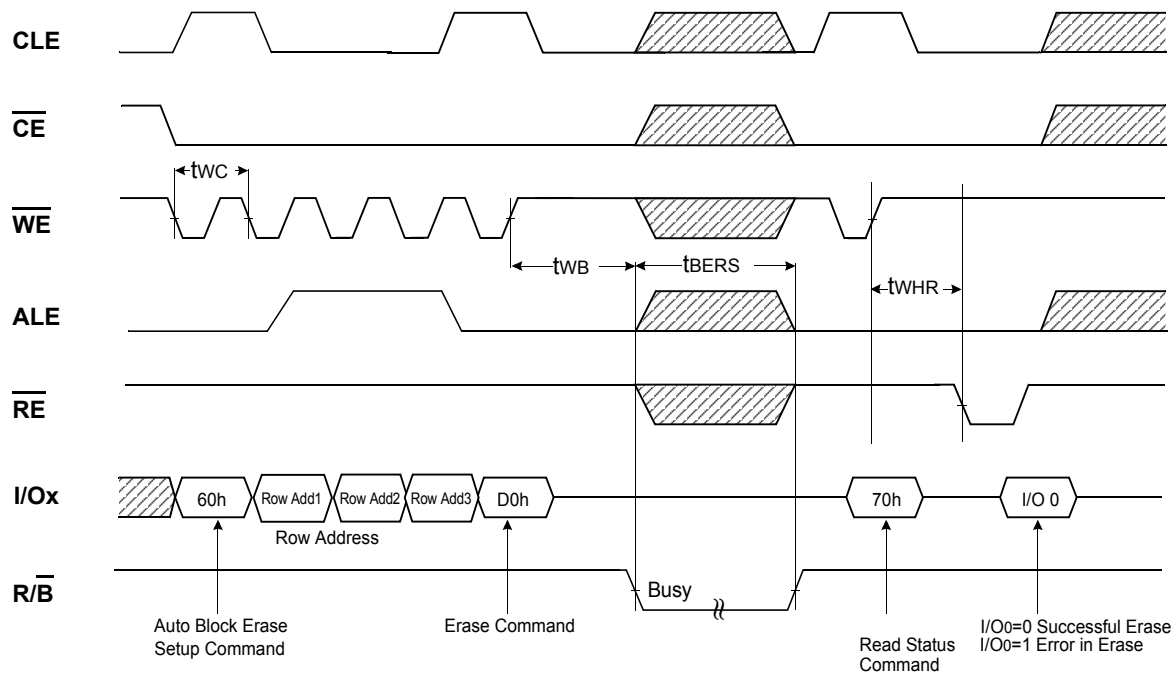 CLE
CE
tWC
WE
tWB
tBERS
tWHR
ALE
RE
I/Ox
60h
Row Add1
Row Add2
Row Add3
D0h
70h
I/O 0
Row Address
R/B
Busy
Auto Block Erase
Setup Command
Erase Command
Read Status
Command
I/O0=0 Successful Erase
I/O0=1 Error in Erase